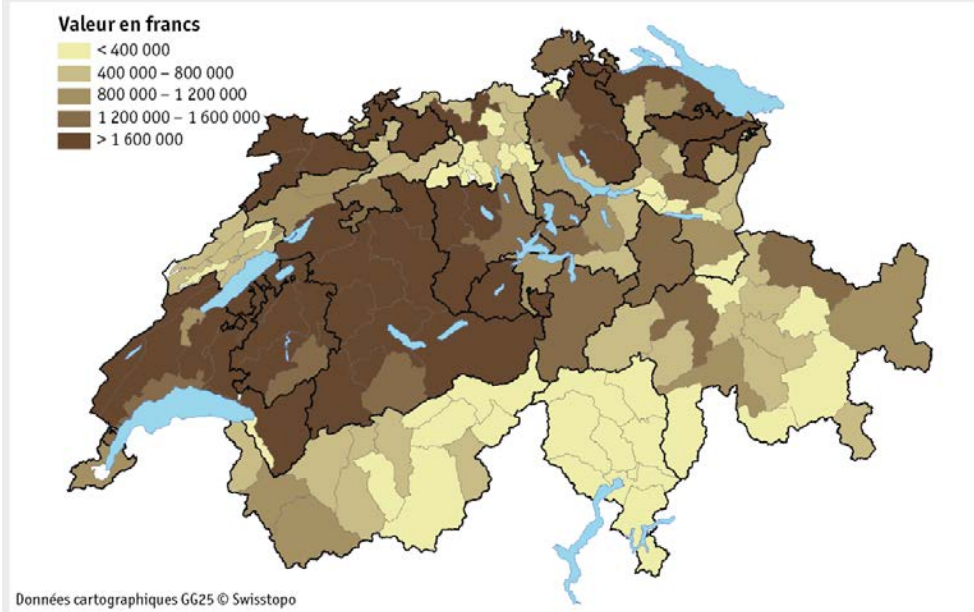 Valeur en francs
< 400 000
400 000 – 800 000
800 000 – 1 200 000
1 200 000 – 1 600 000
> 1 600 000
Données cartographiques GG25 © Swisstopo